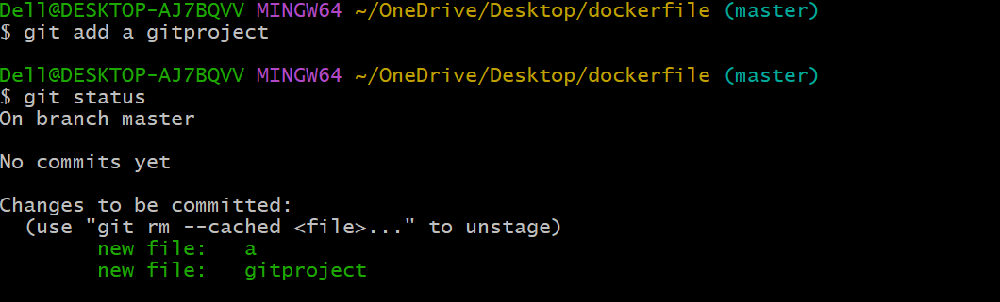 Dell@DESKTOP-AJ7BQVV MINGW64 ~/OneDrive/Desktop/dockerfile (master)
$ git add a gitproject
Dell@DESKTOP-AJ7BQVV MINGW64 ~/OneDrive/Desktop/dockerfile (master)
$ git status
On branch master
No commits yet
Changes to be committed:
  (use "git rm --cached <file>..." to unstage)
        new file:   a
        new file:   gitproject